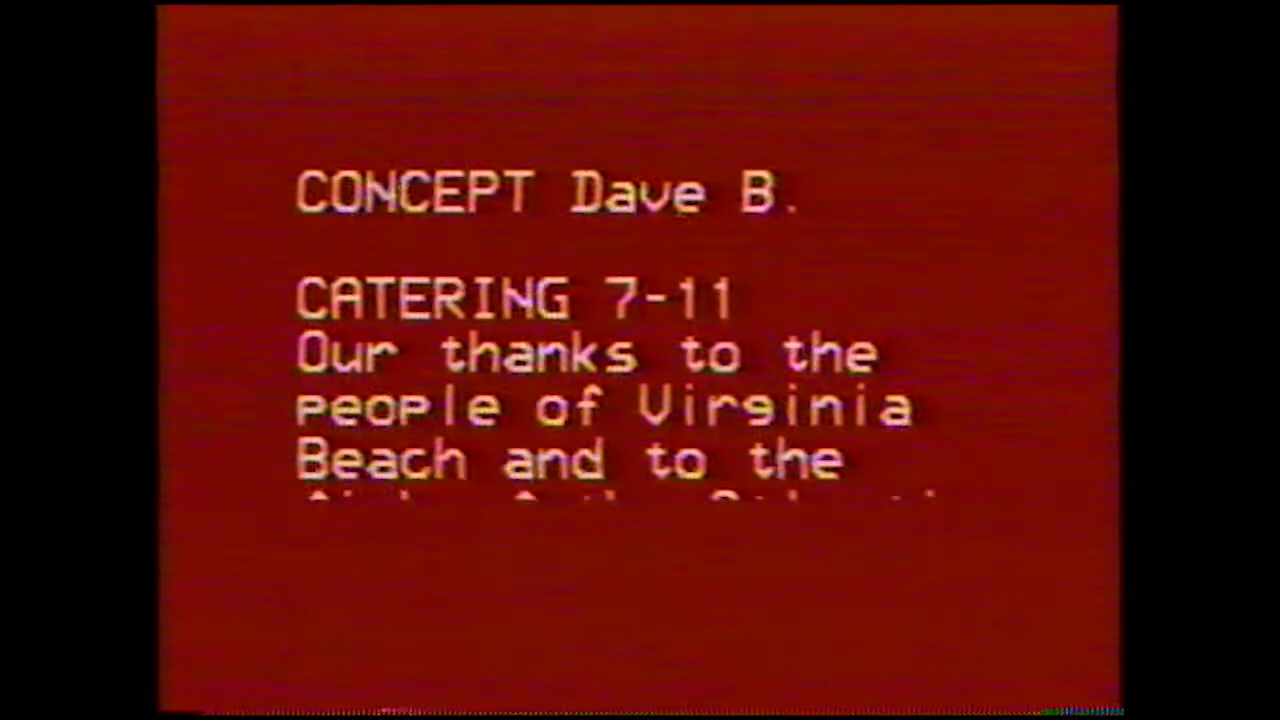 CONCEPT Dave B.
CATERING 7-11
Our thanks to the
people of Virginia
Beach and to the